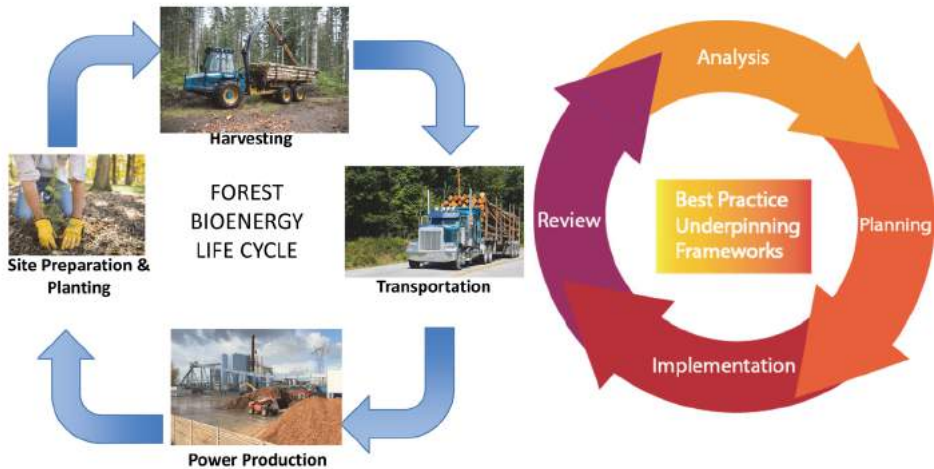 Harvesting
FOREST
BIOENERGY
LIFE CYCLE
Site Preparation &
Planting
Transportation
Power Production
Analysis
Review
Best Practice
Underpinning
Frameworks
Planning
Implementation